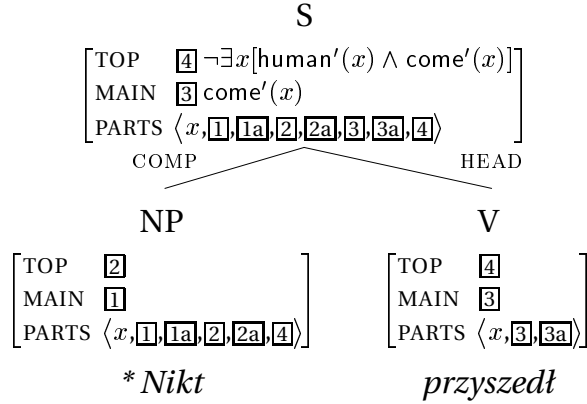 S
TOP 4 ¬∃x[human′(x) ∧ come′(x)]
MAIN 3 come′(x)
PARTS ⟨x,1,1a,2,2a,3,3a,4⟩
COMP HEAD
NP V
TOP 2 TOP 4
MAIN 1 MAIN 3
PARTS ⟨x,1,1a,2,2a,4⟩ PARTS ⟨x,3,3a⟩
* Nikt przyszedł